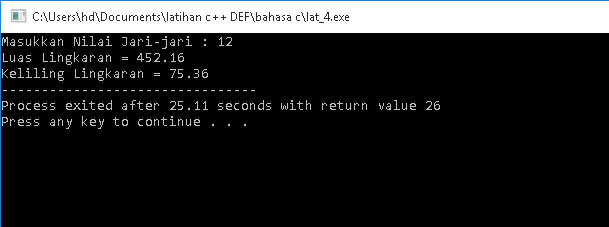 C:\Users\hd\Documents\latihan c++ DEF\bahasa c\lat_4.exe
Masukkan Nilai Jari-jari : 12
Luas Lingkaran = 452.16
Keliling Lingkaran = 75.36
--------------------------------
Process exited after 25.11 seconds with return value 26
Press any key to continue . . .